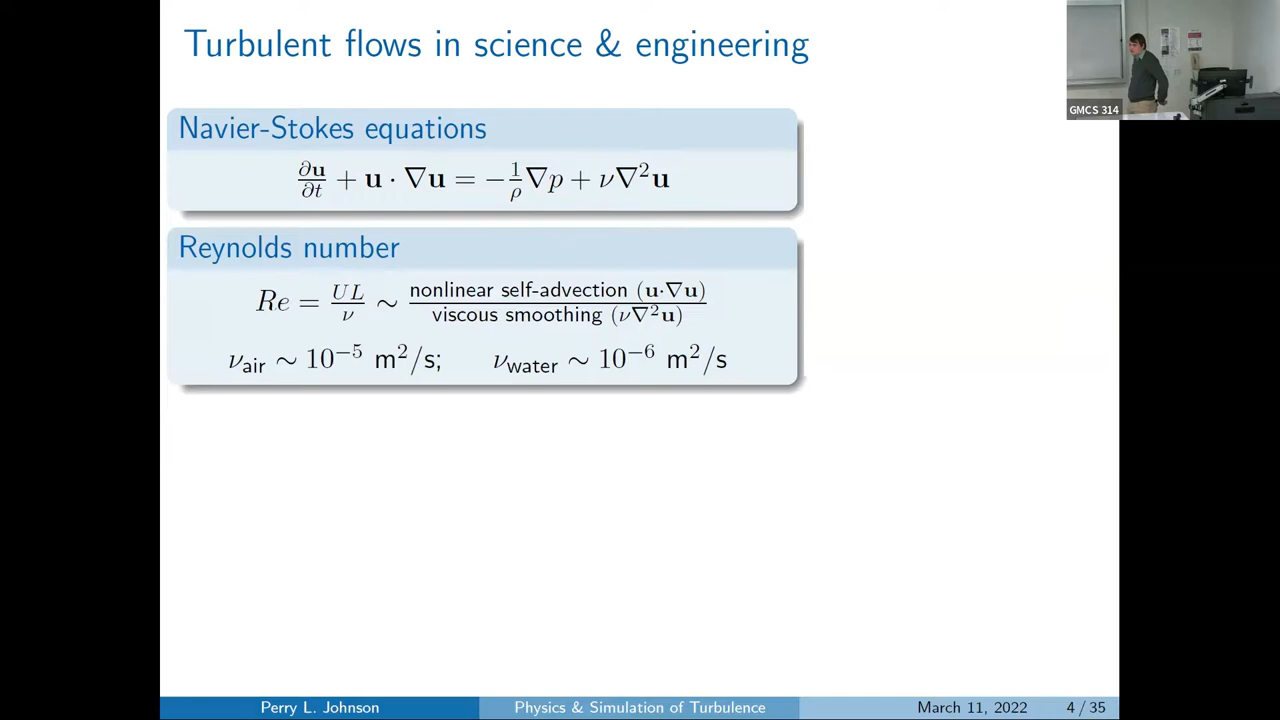 Turbulent flows in science & engineering
GMCS 314
Navier-Stokes equations
∂𝐮/∂t + 𝐮 · ∇𝐮 = −1/ρ ∇p + ν∇²𝐮
Reynolds number
Re = UL/ν ∼ nonlinear self-advection (𝐮·∇𝐮) / viscous smoothing (ν∇²𝐮)
ν_air ∼ 10⁻⁵ m²/s; ν_water ∼ 10⁻⁶ m²/s
Perry L. Johnson Physics & Simulation of Turbulence March 11, 2022 4 / 35